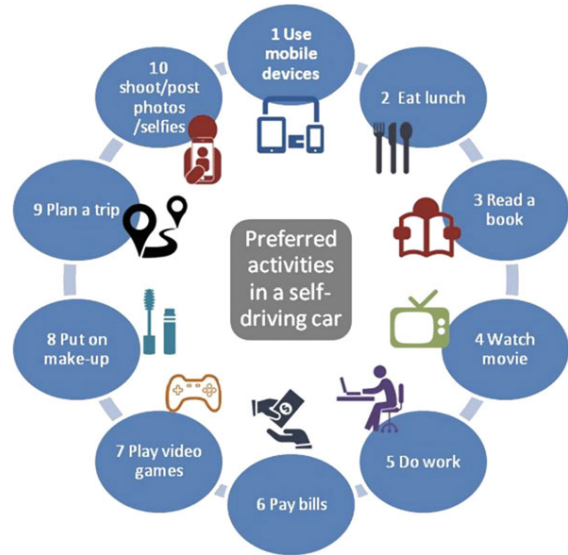 1 Use
mobile
devices
2 Eat lunch
3 Read a
book
4 Watch
movie
5 Do work
6 Pay bills
7 Play video
games
8 Put on
make-up
9 Plan a trip
10
shoot/post
photos
/selfies
Preferred
activities
in a self-
driving car